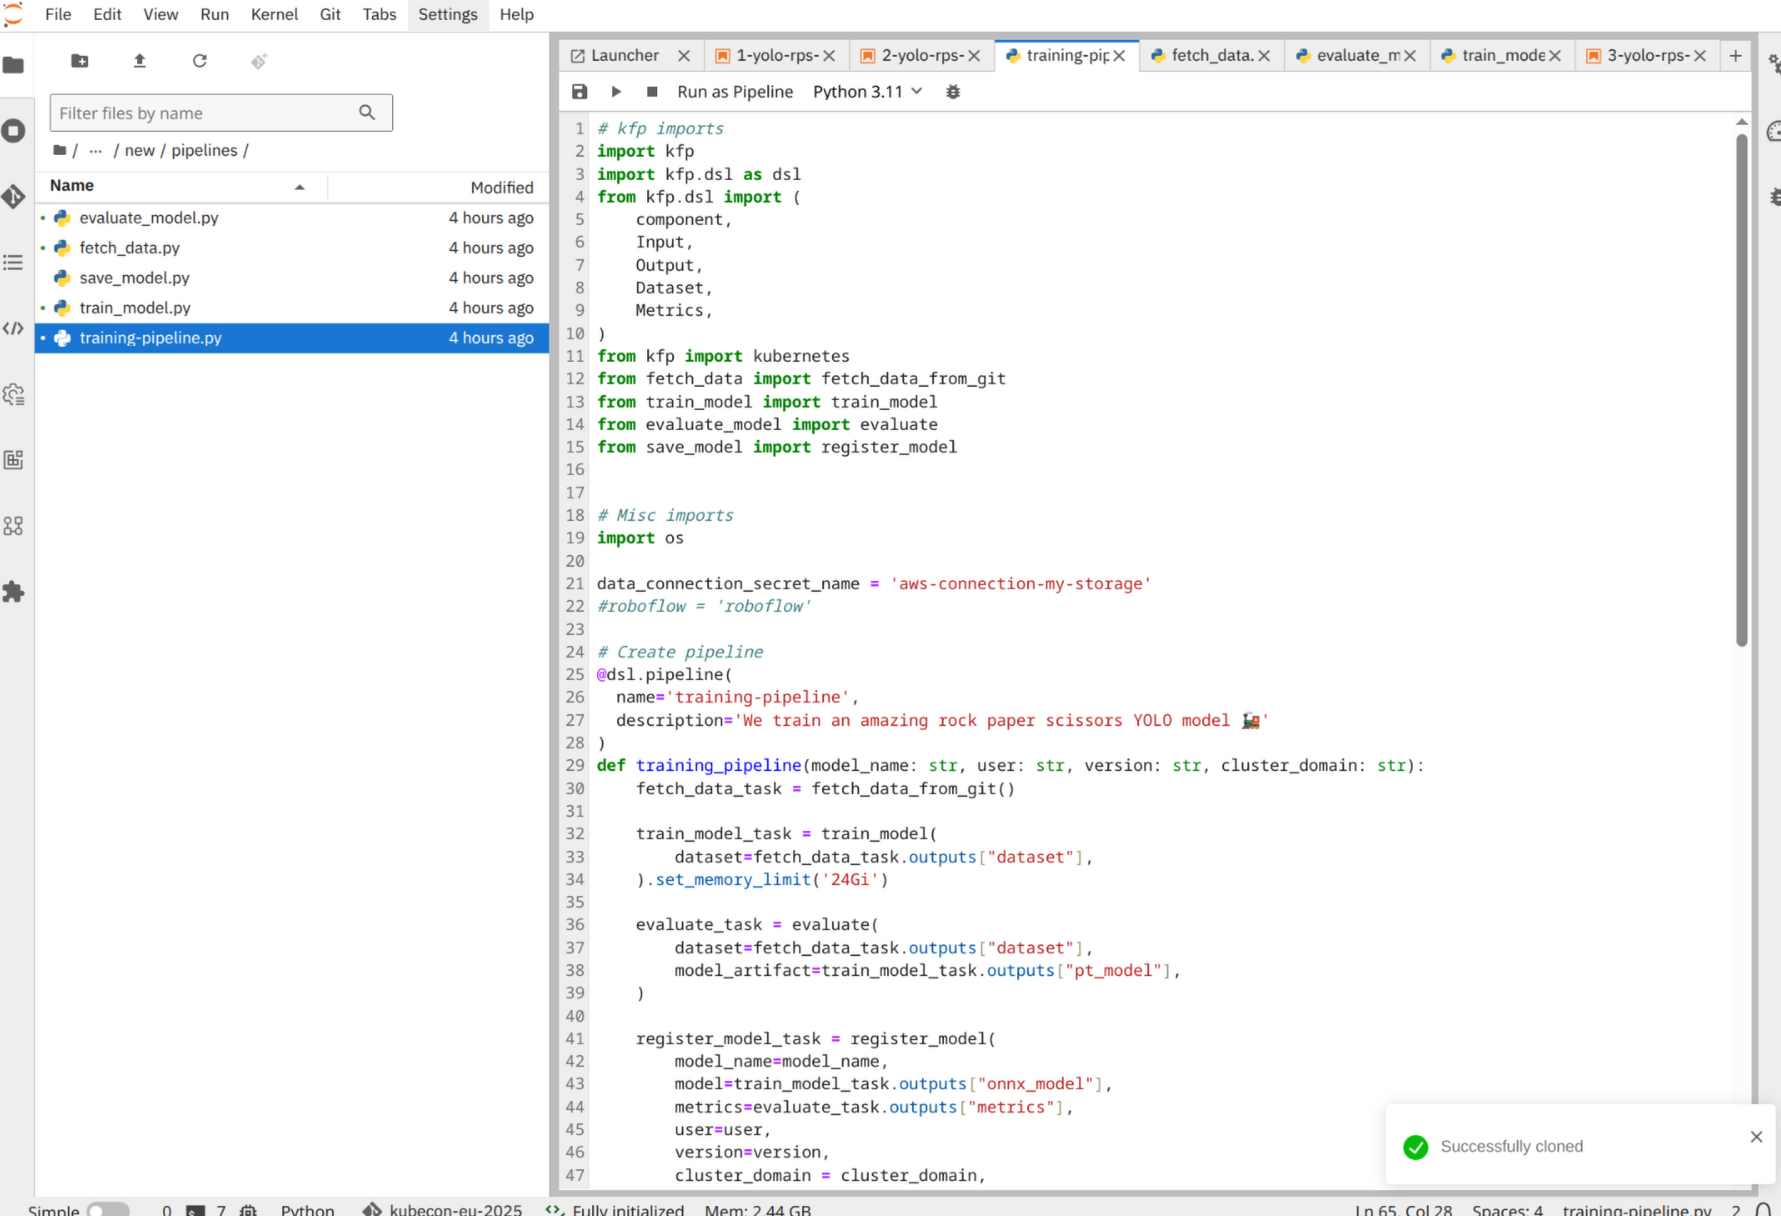 File Edit View Run Kernel Git Tabs Settings Help
Filter files by name
/ ··· / new / pipelines /
Name Modified
evaluate_model.py 4 hours ago
fetch_data.py 4 hours ago
save_model.py 4 hours ago
train_model.py 4 hours ago
training-pipeline.py 4 hours ago
Launcher 1-yolo-rps- 2-yolo-rps- training-pip fetch_data. evaluate_m train_mode 3-yolo-rps-
Run as Pipeline Python 3.11
1 # kfp imports
2 import kfp
3 import kfp.dsl as dsl
4 from kfp.dsl import (
5 component,
6 Input,
7 Output,
8 Dataset,
9 Metrics,
10 )
11 from kfp import kubernetes
12 from fetch_data import fetch_data_from_git
13 from train_model import train_model
14 from evaluate_model import evaluate
15 from save_model import register_model
16
17
18 # Misc imports
19 import os
20
21 data_connection_secret_name = 'aws-connection-my-storage'
22 #roboflow = 'roboflow'
23
24 # Create pipeline
25 @dsl.pipeline(
26 name='training-pipeline',
27 description='We train an amazing rock paper scissors YOLO model 🚂'
28 )
29 def training_pipeline(model_name: str, user: str, version: str, cluster_domain: str):
30 fetch_data_task = fetch_data_from_git()
31
32 train_model_task = train_model(
33 dataset=fetch_data_task.outputs["dataset"],
34 ).set_memory_limit('24Gi')
35
36 evaluate_task = evaluate(
37 dataset=fetch_data_task.outputs["dataset"],
38 model_artifact=train_model_task.outputs["pt_model"],
39 )
40
41 register_model_task = register_model(
42 model_name=model_name,
43 model=train_model_task.outputs["onnx_model"],
44 metrics=evaluate_task.outputs["metrics"],
45 user=user,
46 version=version,
47 cluster_domain = cluster_domain,
Successfully cloned
Simple 0 7 Python kubecon-eu-2025 Fully initialized Mem: 2.44 GB Ln 65, Col 28 Spaces: 4 training-pipeline.py 2